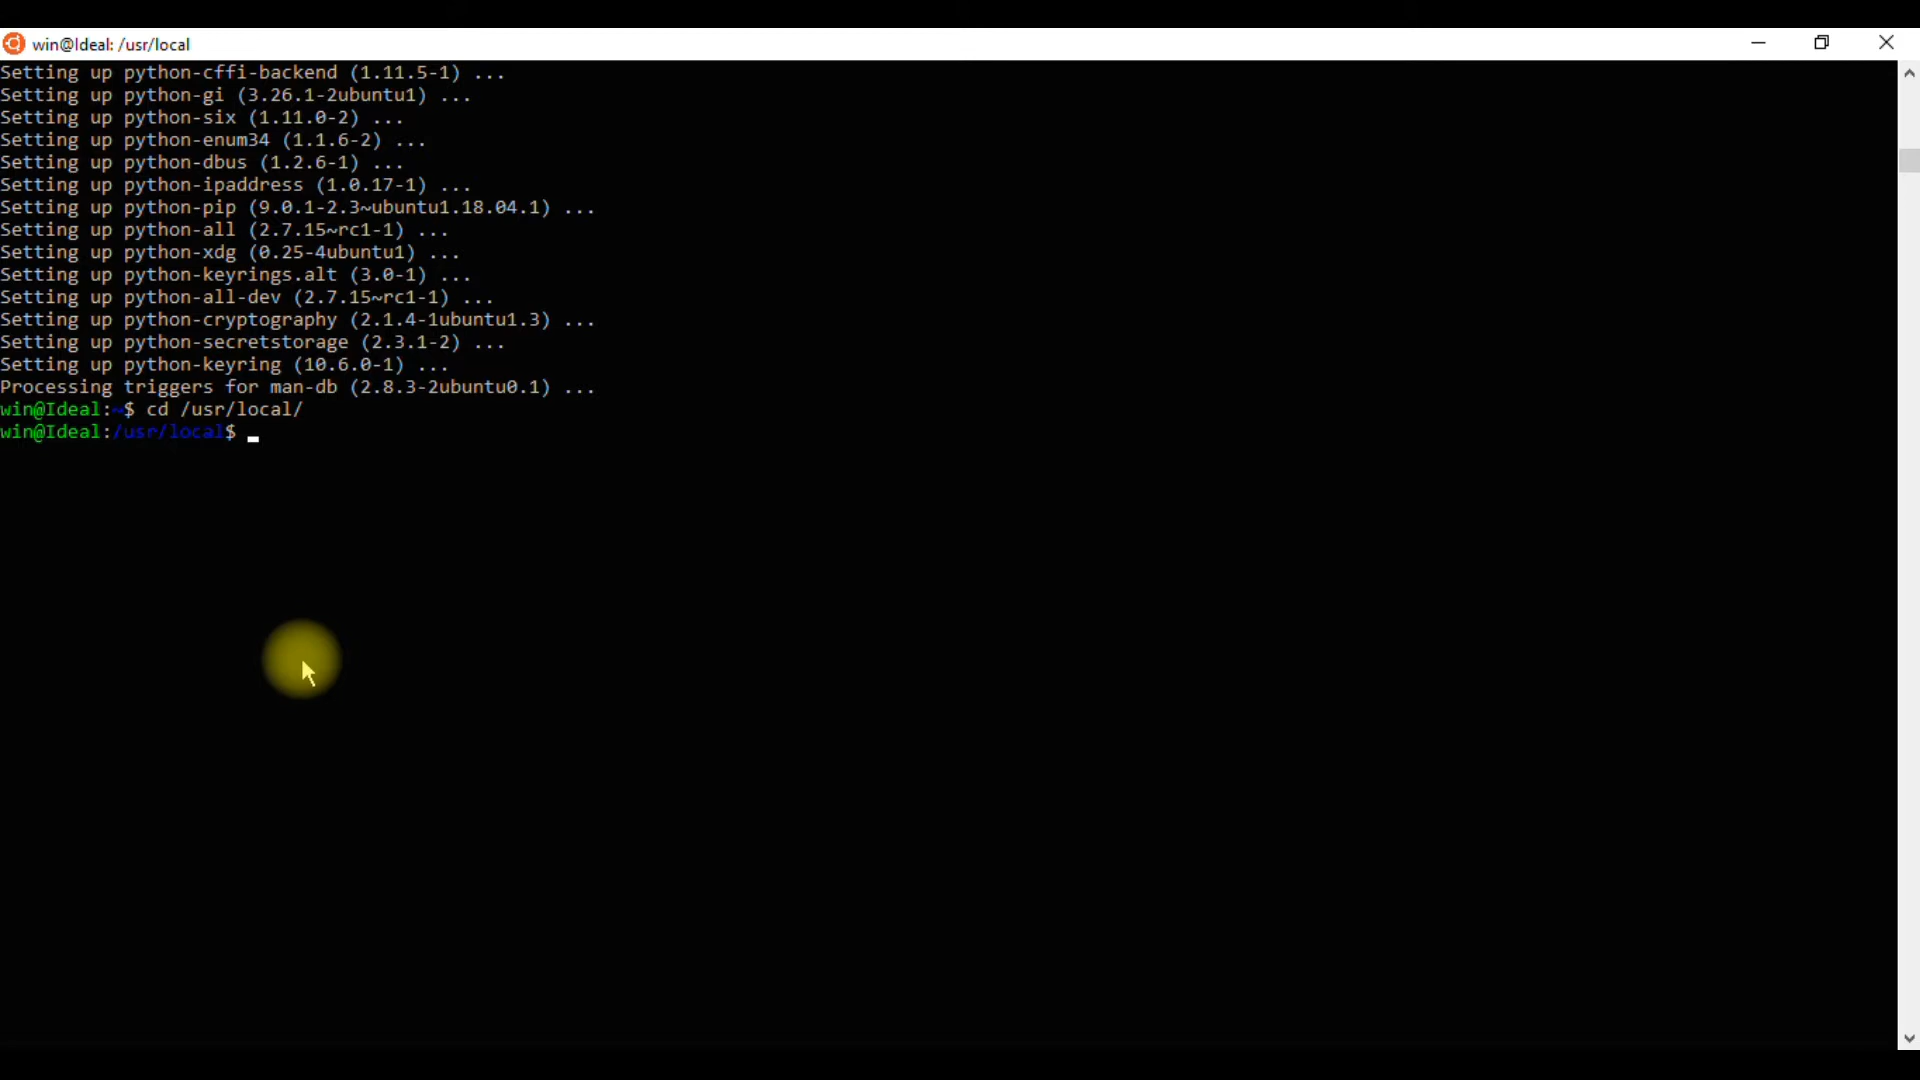 win@Ideal: /usr/local
Setting up python-cffi-backend (1.11.5-1) ...
Setting up python-gi (3.26.1-2ubuntu1) ...
Setting up python-six (1.11.0-2) ...
Setting up python-enum34 (1.1.6-2) ...
Setting up python-dbus (1.2.6-1) ...
Setting up python-ipaddress (1.0.17-1) ...
Setting up python-pip (9.0.1-2.3~ubuntu1.18.04.1) ...
Setting up python-all (2.7.15~rc1-1) ...
Setting up python-xdg (0.25-4ubuntu1) ...
Setting up python-keyrings.alt (3.0-1) ...
Setting up python-all-dev (2.7.15~rc1-1) ...
Setting up python-cryptography (2.1.4-1ubuntu1.3) ...
Setting up python-secretstorage (2.3.1-2) ...
Setting up python-keyring (10.6.0-1) ...
Processing triggers for man-db (2.8.3-2ubuntu0.1) ...
win@Ideal:~$ cd /usr/local/
win@Ideal:/usr/local$